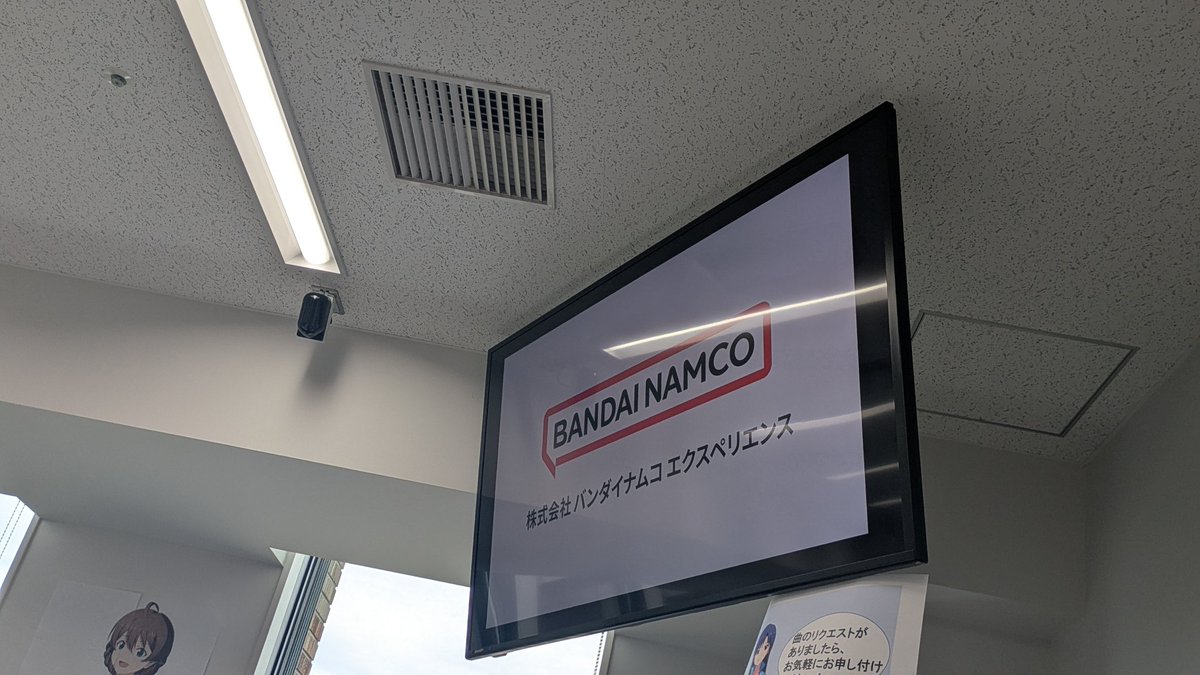 BANDAI NAMCO
株式会社 バンダイナムコ エクスペリエンス
曲のリクエストが
ありましたら、
お気軽にお申し付け